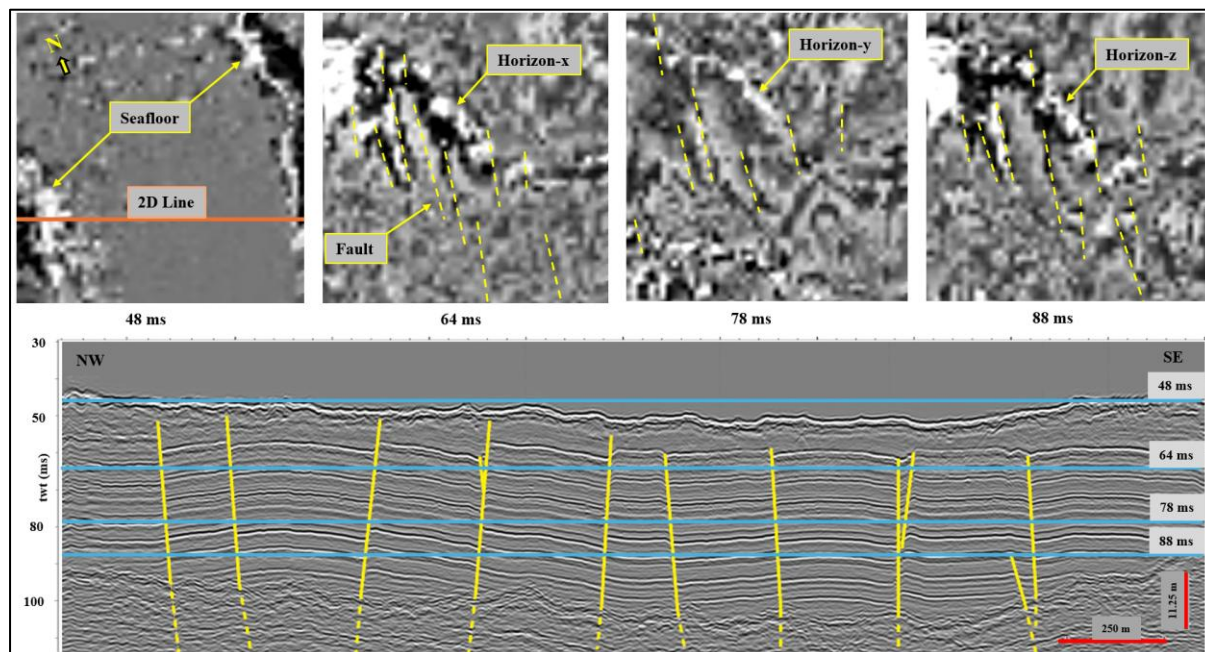 N
Seafloor
2D Line
Horizon-x
Fault
Horizon-y
Horizon-z
48 ms
64 ms
78 ms
88 ms
30
50
80
100
twt (ms)
NW
SE
48 ms
64 ms
78 ms
88 ms
11.25 m
250 m